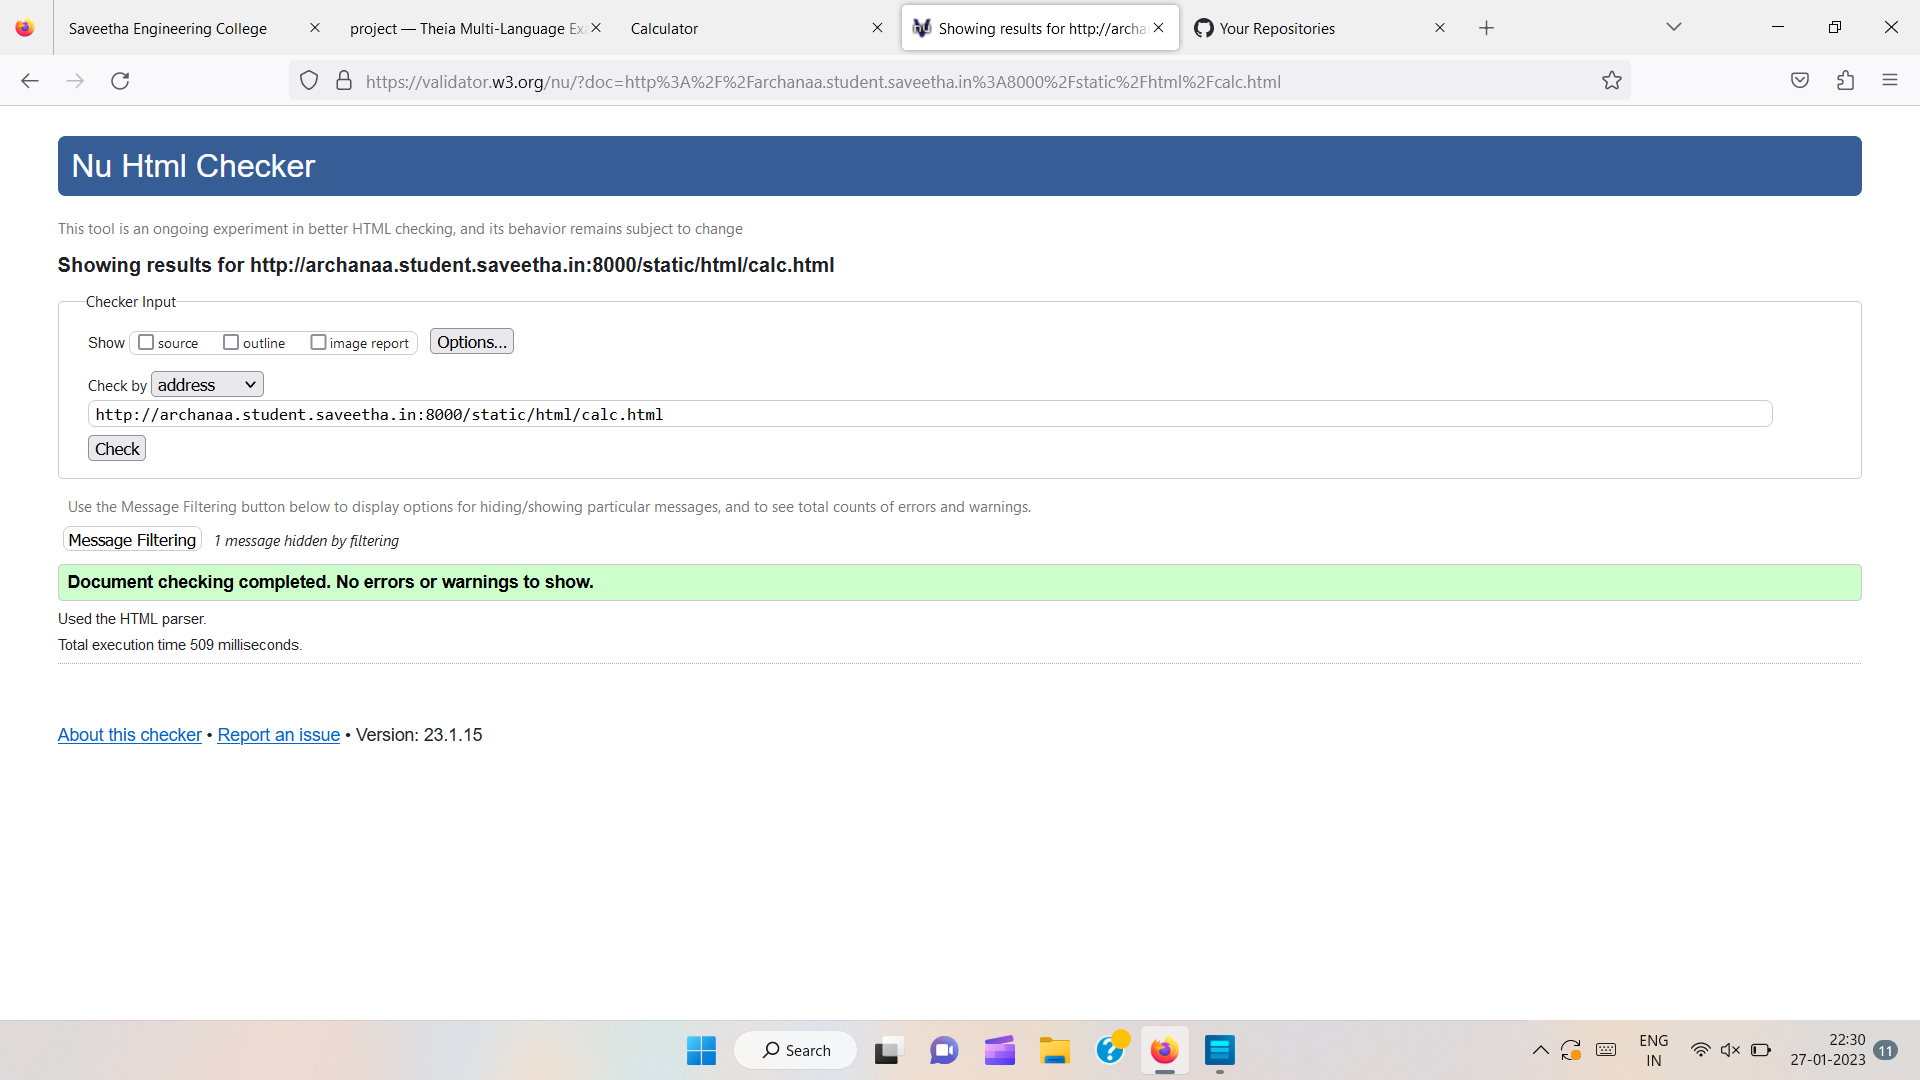 Saveetha Engineering College
project — Theia Multi-Language Exa
Calculator
Showing results for http://archa
Your Repositories
https://validator.w3.org/nu/?doc=http%3A%2F%2Farchanaa.student.saveetha.in%3A8000%2Fstatic%2Fhtml%2Fcalc.html
Nu Html Checker
This tool is an ongoing experiment in better HTML checking, and its behavior remains subject to change
Showing results for http://archanaa.student.saveetha.in:8000/static/html/calc.html
Checker Input
Show source outline image report Options...
Check by address
http://archanaa.student.saveetha.in:8000/static/html/calc.html
Check
Use the Message Filtering button below to display options for hiding/showing particular messages, and to see total counts of errors and warnings.
Message Filtering 1 message hidden by filtering
Document checking completed. No errors or warnings to show.
Used the HTML parser.
Total execution time 509 milliseconds.
About this checker • Report an issue • Version: 23.1.15
Search
ENG
IN
22:30
27-01-2023
11